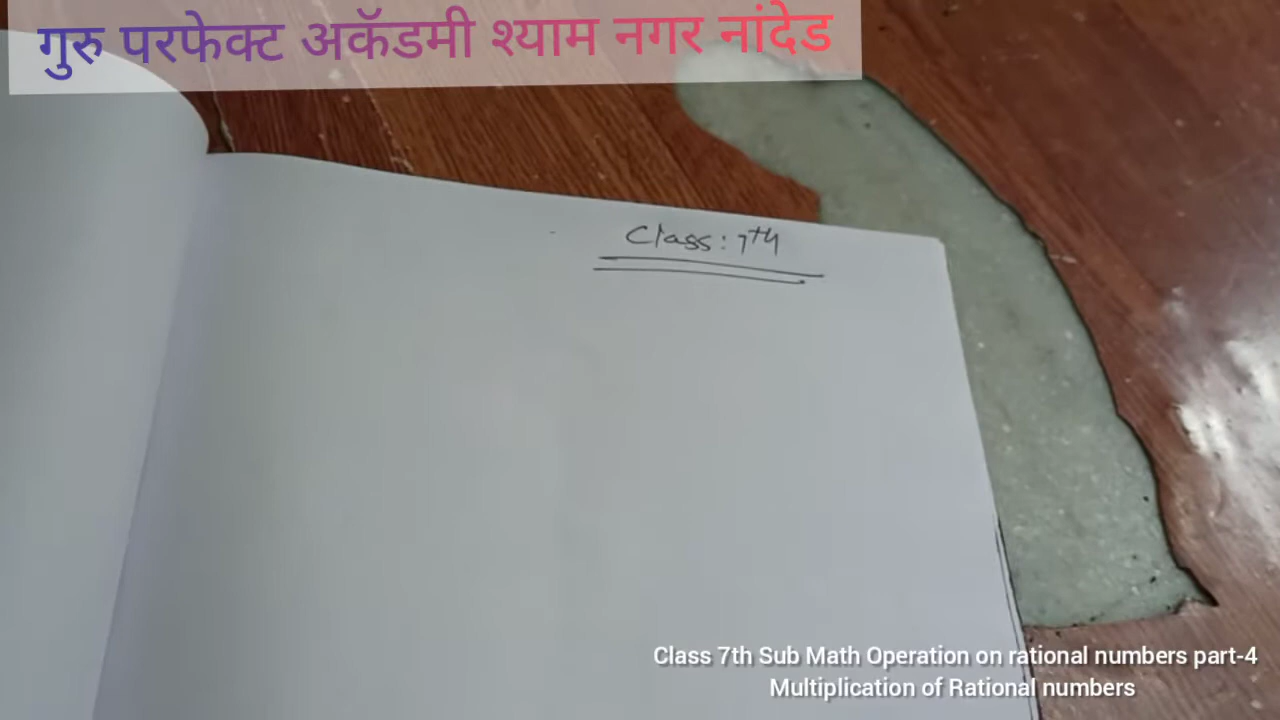 गुरु परफेक्ट अकॅडमी श्याम नगर नांदेड
Class: 7th
Class 7th Sub Math Operation on rational numbers part-4
Multiplication of Rational numbers